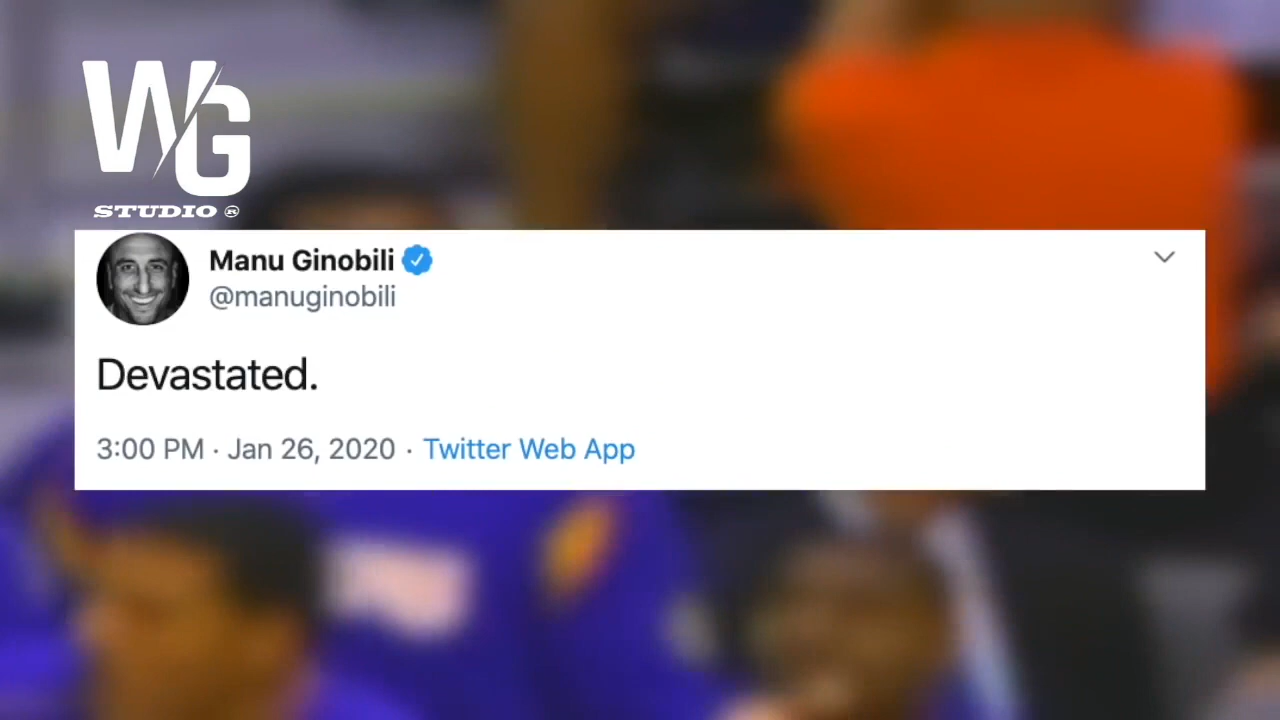 WG
STUDIO ®
Manu Ginobili
@manuginobili
Devastated.
3:00 PM · Jan 26, 2020 · Twitter Web App